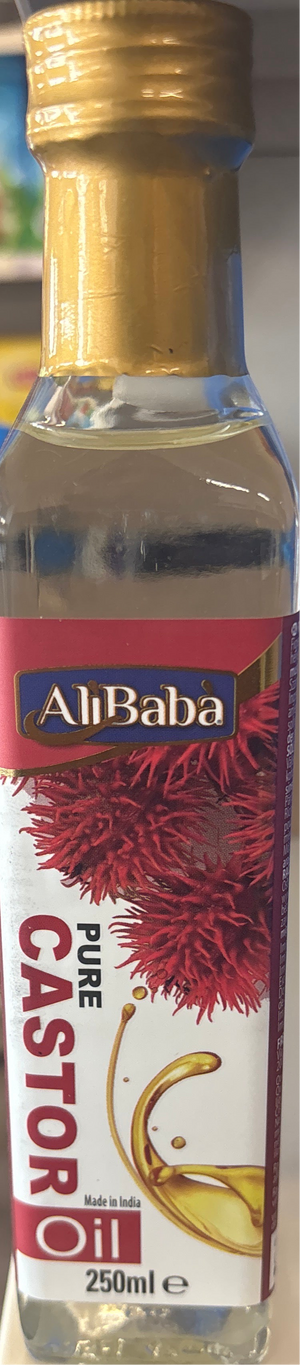 AliBaba
PURE
CASTOR
Made in India
Oil
250ml ℮